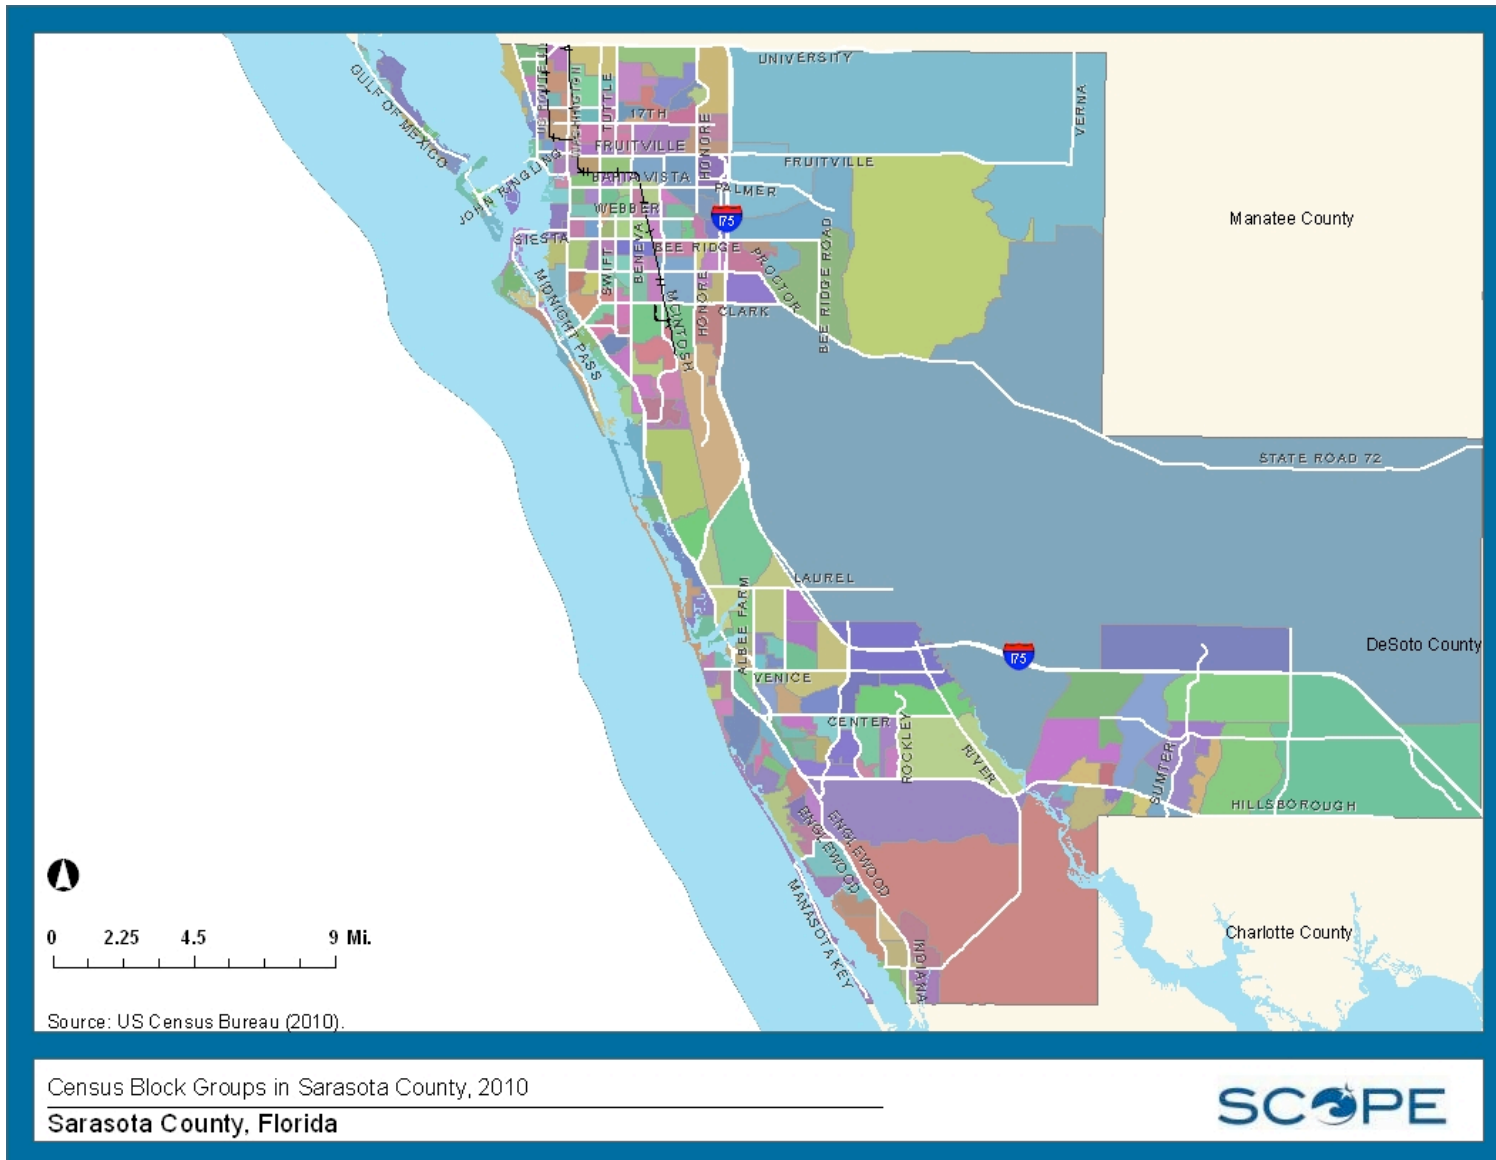 UNIVERSITY
GULF OF MEXICO
WASHINGTON
TUTTLE
VERNA
17TH
HONORE
FRUITVILLE
FRUITVILLE
JOHN RINGLING
BAHIA VISTA
PALMER
WEBBER
I75
Manatee County
SIESTA
BEE RIDGE
SWIFT
BENEVA
PROCTOR
BEE RIDGE ROAD
MIDNIGHT PASS
MCINTOSH
HONORE
CLARK
STATE ROAD 72
LAUREL
ALBEE FARM
DeSoto County
I75
VENICE
CENTER
ROCKLEY
RIVER
SUMTER
HILLSBOROUGH
ENGLEWOOD
ENGLEWOOD
MANASOTA KEY
INDIANA
Charlotte County
0 2.25 4.5 9 Mi.
Source: US Census Bureau (2010).
Census Block Groups in Sarasota County, 2010
Sarasota County, Florida
SCOPE